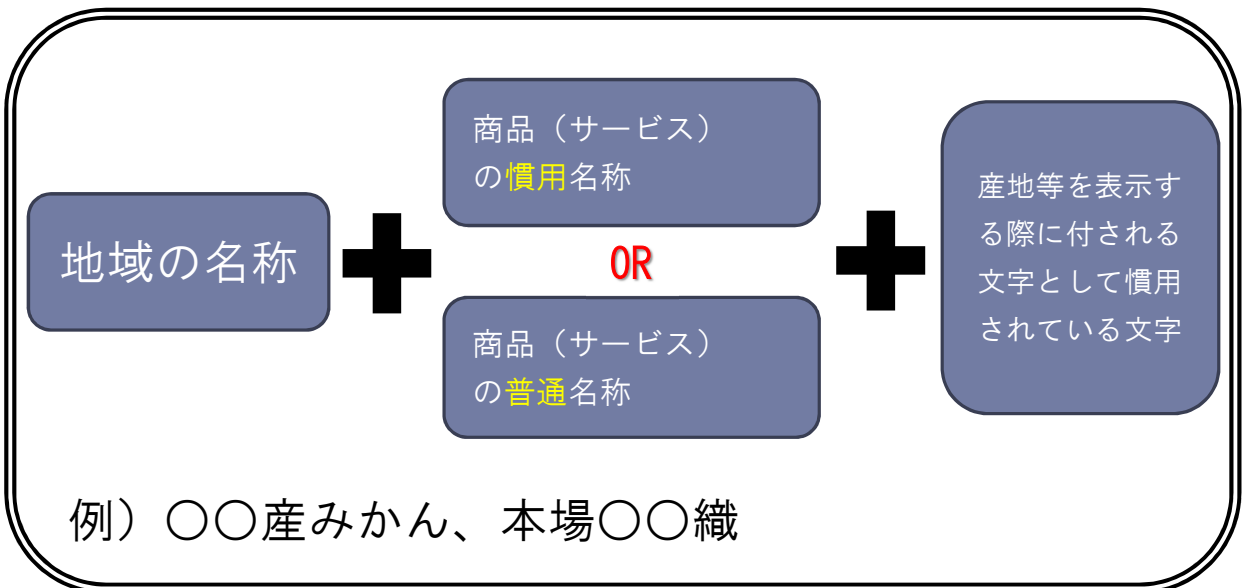 地域の名称
商品（サービス）
の慣用名称
OR
商品（サービス）
の普通名称
産地等を表示す
る際に付される
文字として慣用
されている文字
例）〇〇産みかん、本場〇〇織